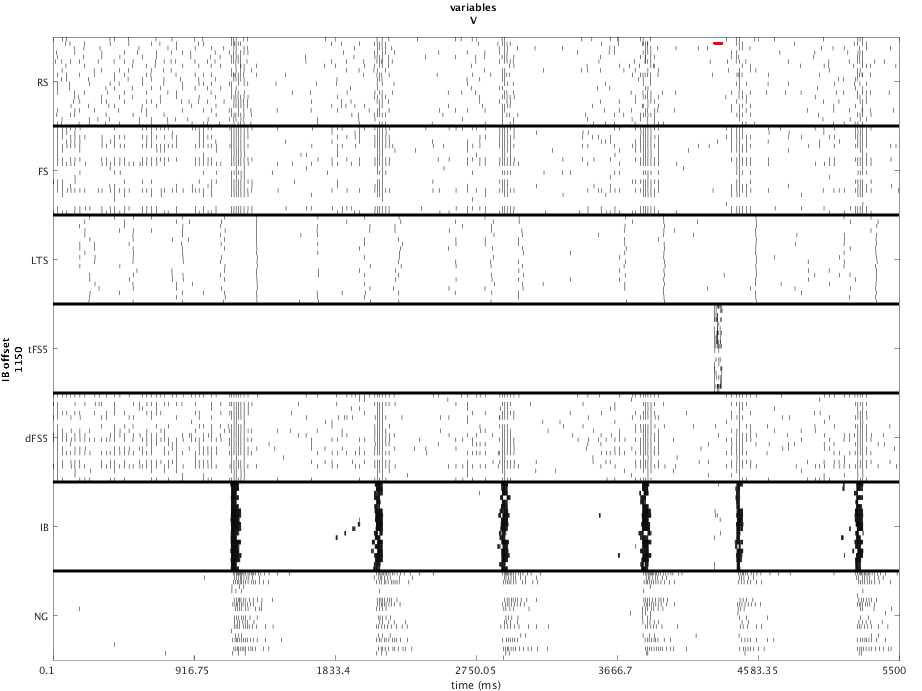 variables
V
RS
FS
LTS
tFS5
IB offset
1150
dFS5
IB
NG
0.1 916.75 1833.4 2750.05 3666.7 4583.35 5500
time (ms)